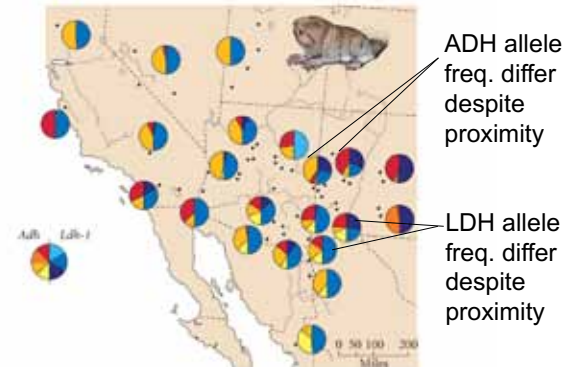 ADH allele
freq. differ
despite
proximity
LDH allele
freq. differ
despite
proximity
Adh Ldh-1
0 50 100 200
Miles